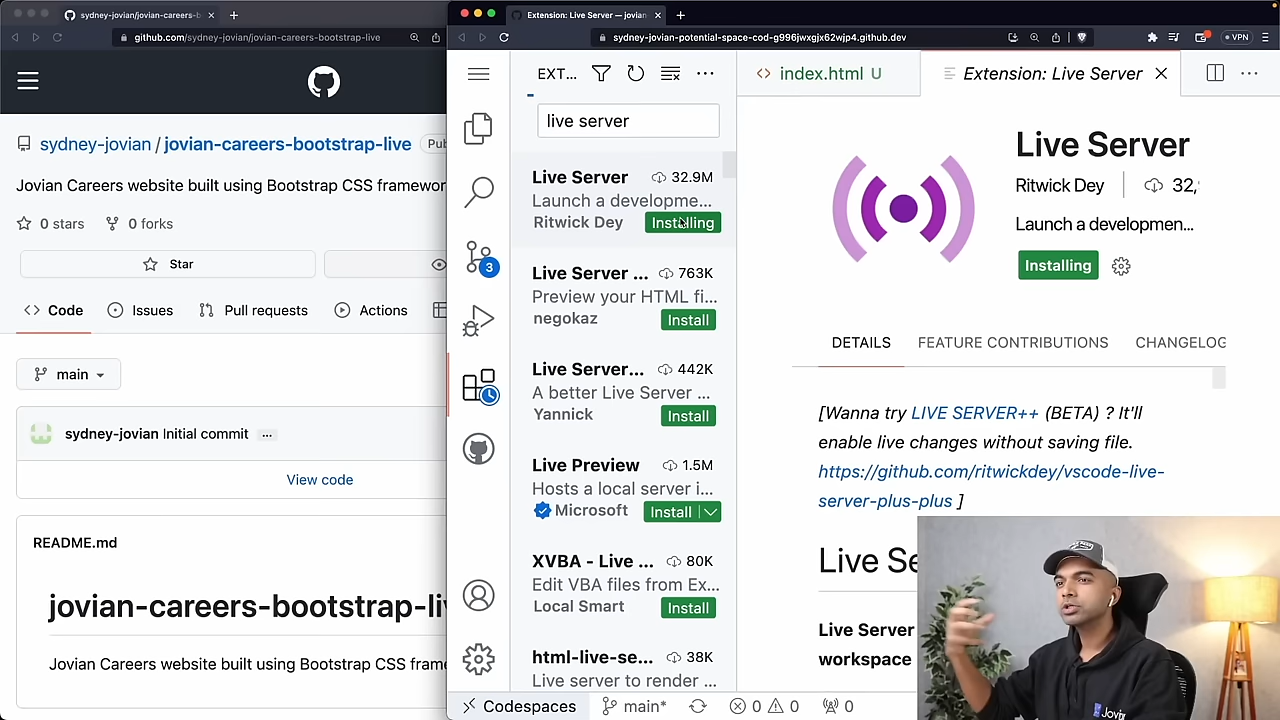 sydney-jovian/jovian-careers-b
github.com/sydney-jovian/jovian-careers-bootstrap-live
sydney-jovian / jovian-careers-bootstrap-live
Pub
Jovian Careers website built using Bootstrap CSS framewor
0 stars
0 forks
Star
Code
Issues
Pull requests
Actions
main
sydney-jovian Initial commit ...
View code
README.md
jovian-careers-bootstrap-liv
Jovian Careers website built using Bootstrap CSS frame
Extension: Live Server — jovian
sydney-jovian-potential-space-cod-g996jwxgjx62wjp4.github.dev
VPN
EXT...
live server
Live Server 32.9M
Launch a developme...
Ritwick Dey Installing
Live Server ... 763K
Preview your HTML fi...
negokaz Install
Live Server... 442K
A better Live Server ...
Yannick Install
Live Preview 1.5M
Hosts a local server i...
Microsoft Install
XVBA - Live ... 80K
Edit VBA files from Ex...
Local Smart Install
html-live-se... 38K
Live server to render ...
3
index.html U
Extension: Live Server
Live Server
Ritwick Dey 32,
Launch a developmen...
Installing
DETAILS FEATURE CONTRIBUTIONS CHANGELOG
[Wanna try LIVE SERVER++ (BETA) ? It'll
enable live changes without saving file.
https://github.com/ritwickdey/vscode-live-
server-plus-plus ]
Live Se
Live Server
workspace
Codespaces main* 0 0 0
Jovi